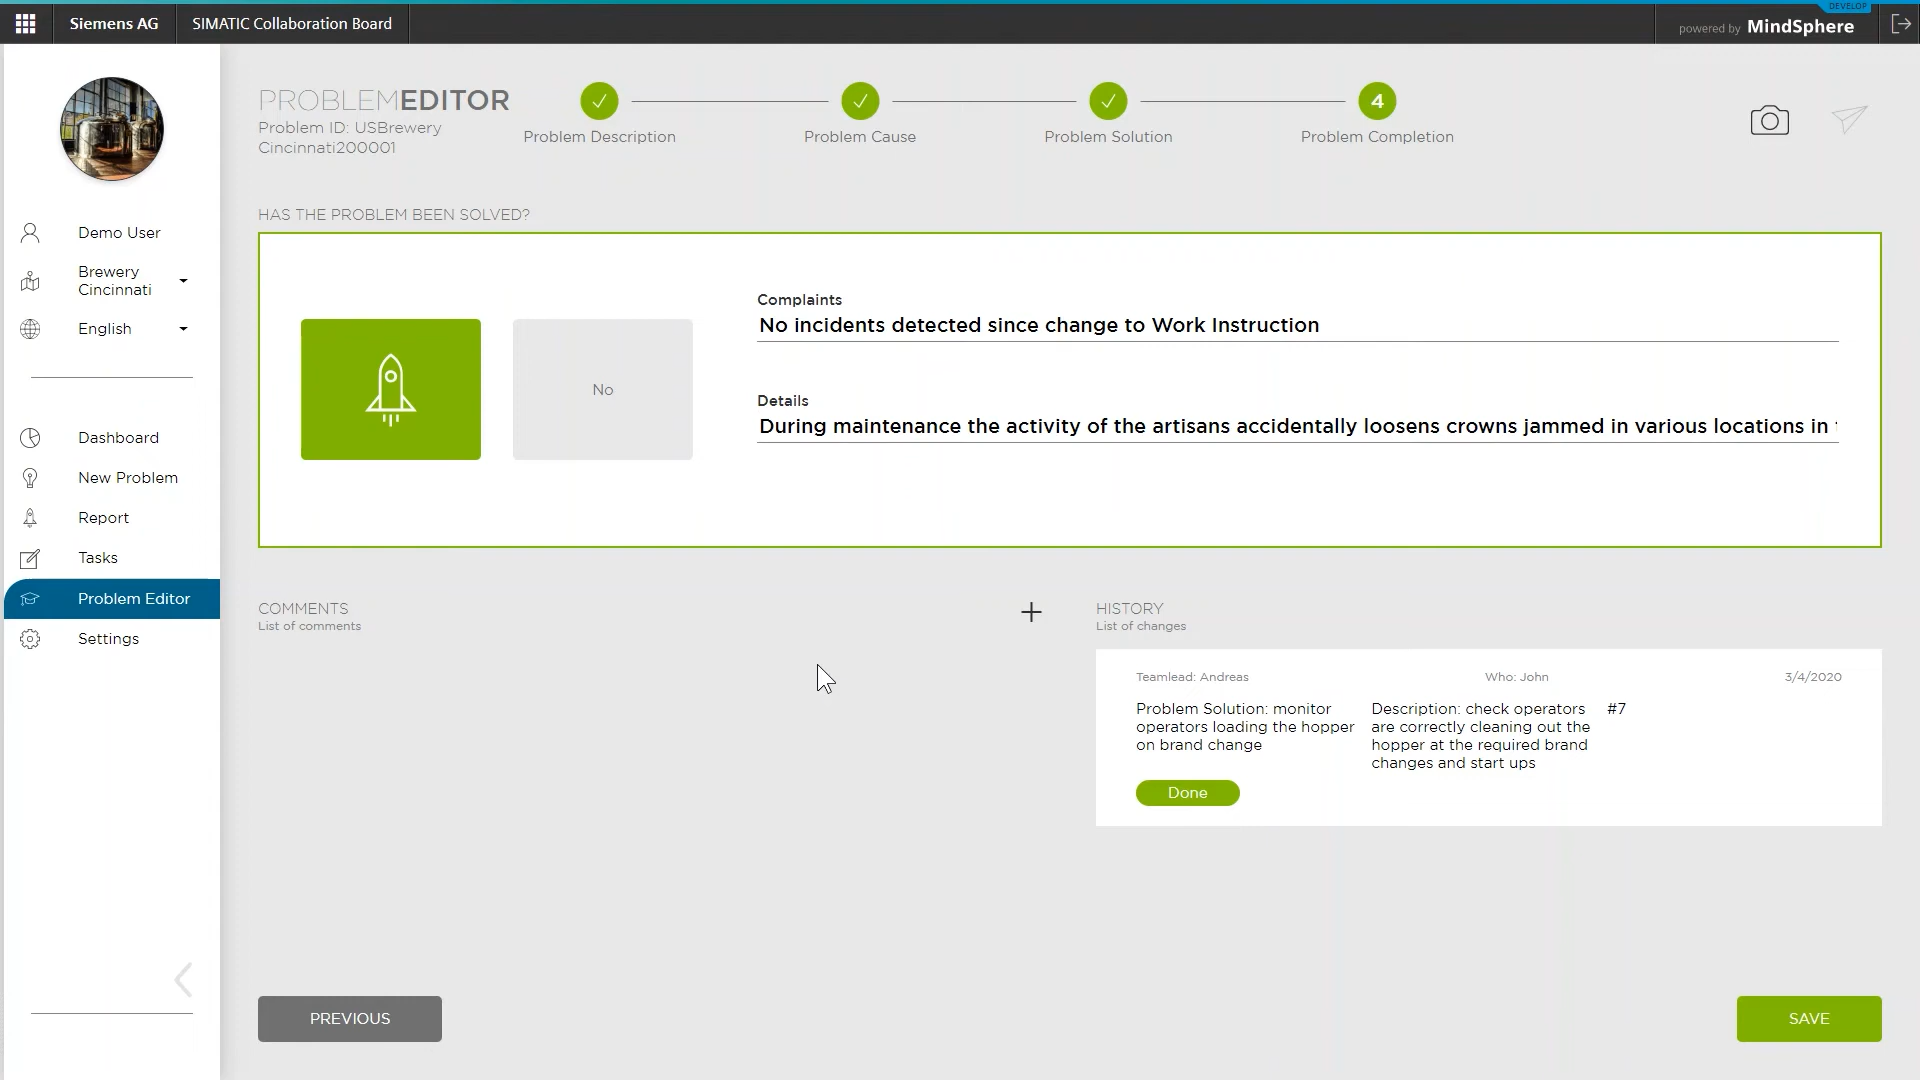 Siemens AG
SIMATIC Collaboration Board
DEVELOP
powered by MindSphere
PROBLEMEDITOR
Problem ID: USBrewery
Cincinnati200001
Problem Description
Problem Cause
Problem Solution
4
Problem Completion
Demo User
Brewery
Cincinnati
English
Dashboard
New Problem
Report
Tasks
Problem Editor
Settings
HAS THE PROBLEM BEEN SOLVED?
No
Complaints
No incidents detected since change to Work Instruction
Details
During maintenance the activity of the artisans accidentally loosens crowns jammed in various locations in
COMMENTS
List of comments
HISTORY
List of changes
Teamlead: Andreas
Who: John
3/4/2020
Problem Solution: monitor
operators loading the hopper
on brand change
Description: check operators
are correctly cleaning out the
hopper at the required brand
changes and start ups
#7
Done
PREVIOUS
SAVE